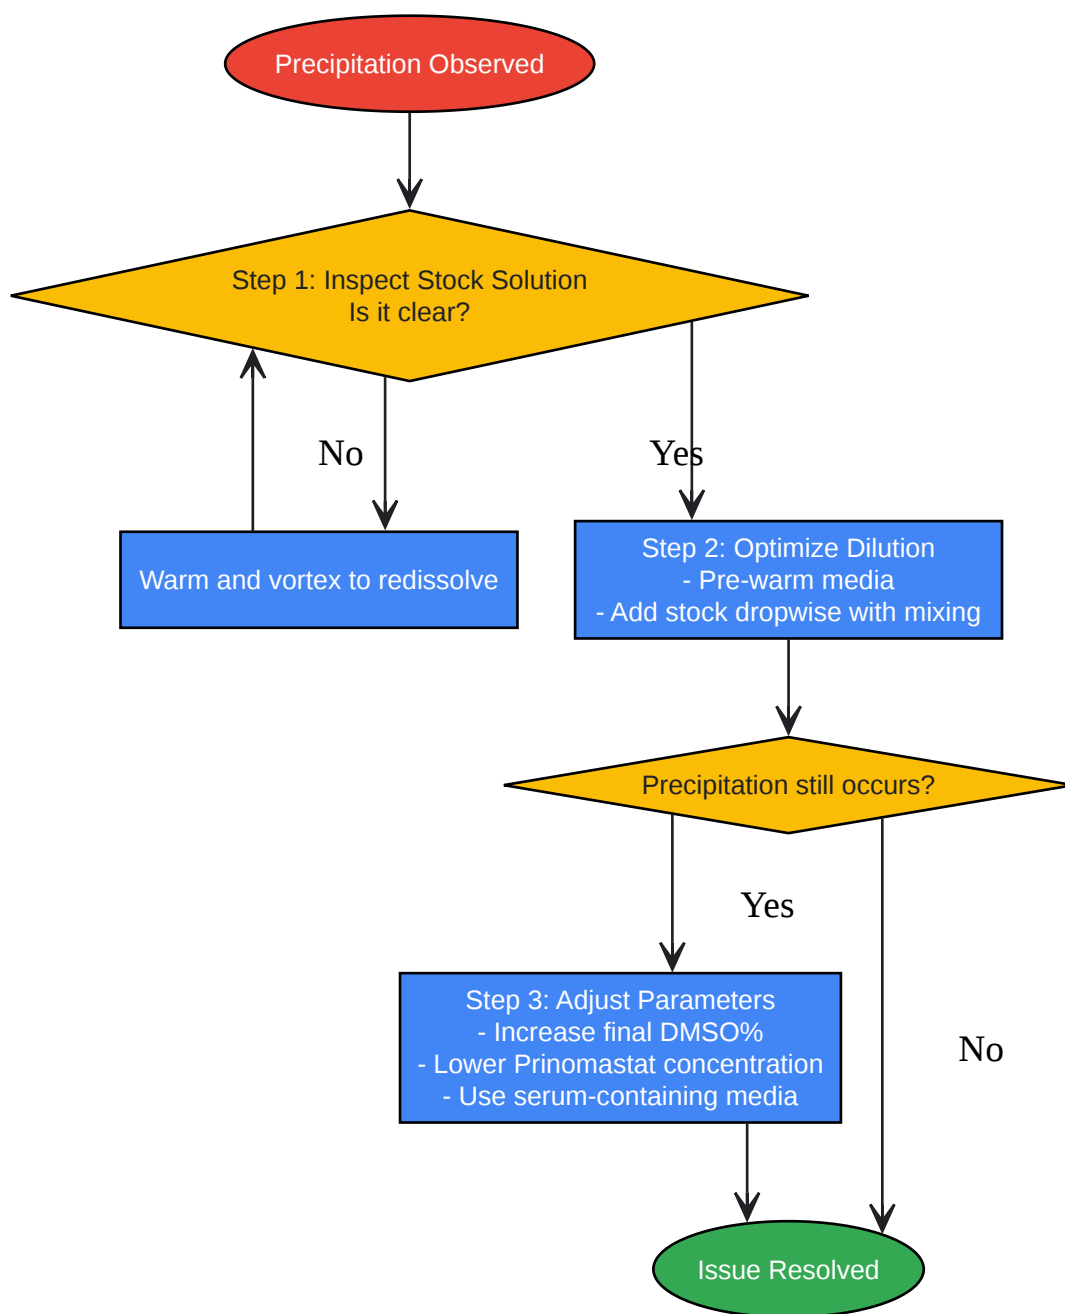 Precipitation Observed
Step 1: Inspect Stock Solution
Is it clear?
No
Yes
Warm and vortex to redissolve
Step 2: Optimize Dilution
- Pre-warm media
- Add stock dropwise with mixing
Precipitation still occurs?
Yes
Step 3: Adjust Parameters
- Increase final DMSO%
- Lower Prinomastat concentration
- Use serum-containing media
No
Issue Resolved